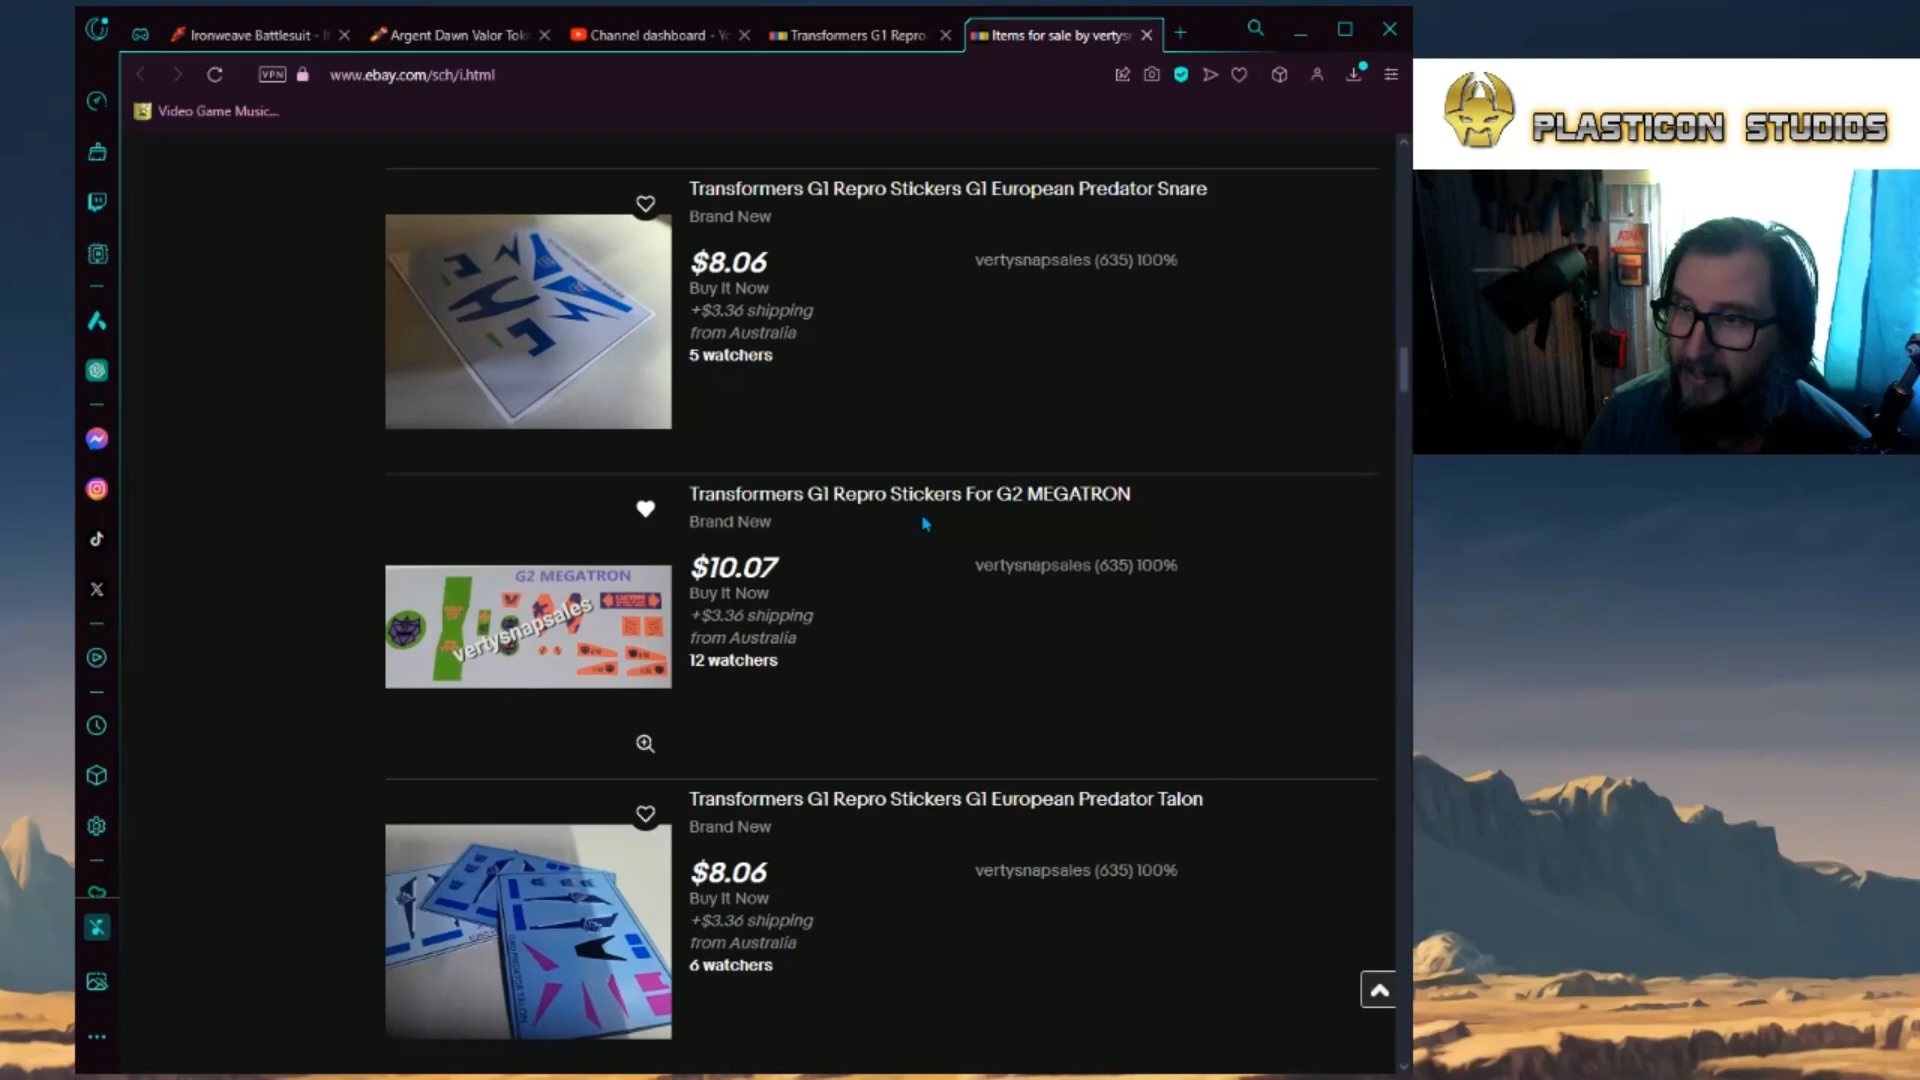 Ironweave Battlesuit - It
Argent Dawn Valor Tok
Channel dashboard - Yo
Transformers G1 Repro
Items for sale by vertys
VPN
www.ebay.com/sch/i.html
Video Game Music...
PLASTICON STUDIOS
ATARI
Transformers G1 Repro Stickers G1 European Predator Snare
Brand New
$8.06
vertysnapsales (635) 100%
Buy It Now
+$3.36 shipping
from Australia
5 watchers
Transformers G1 Repro Stickers For G2 MEGATRON
Brand New
$10.07
vertysnapsales (635) 100%
Buy It Now
+$3.36 shipping
from Australia
12 watchers
G2 MEGATRON
vertysnapsales
Transformers G1 Repro Stickers G1 European Predator Talon
Brand New
$8.06
vertysnapsales (635) 100%
Buy It Now
+$3.36 shipping
from Australia
6 watchers